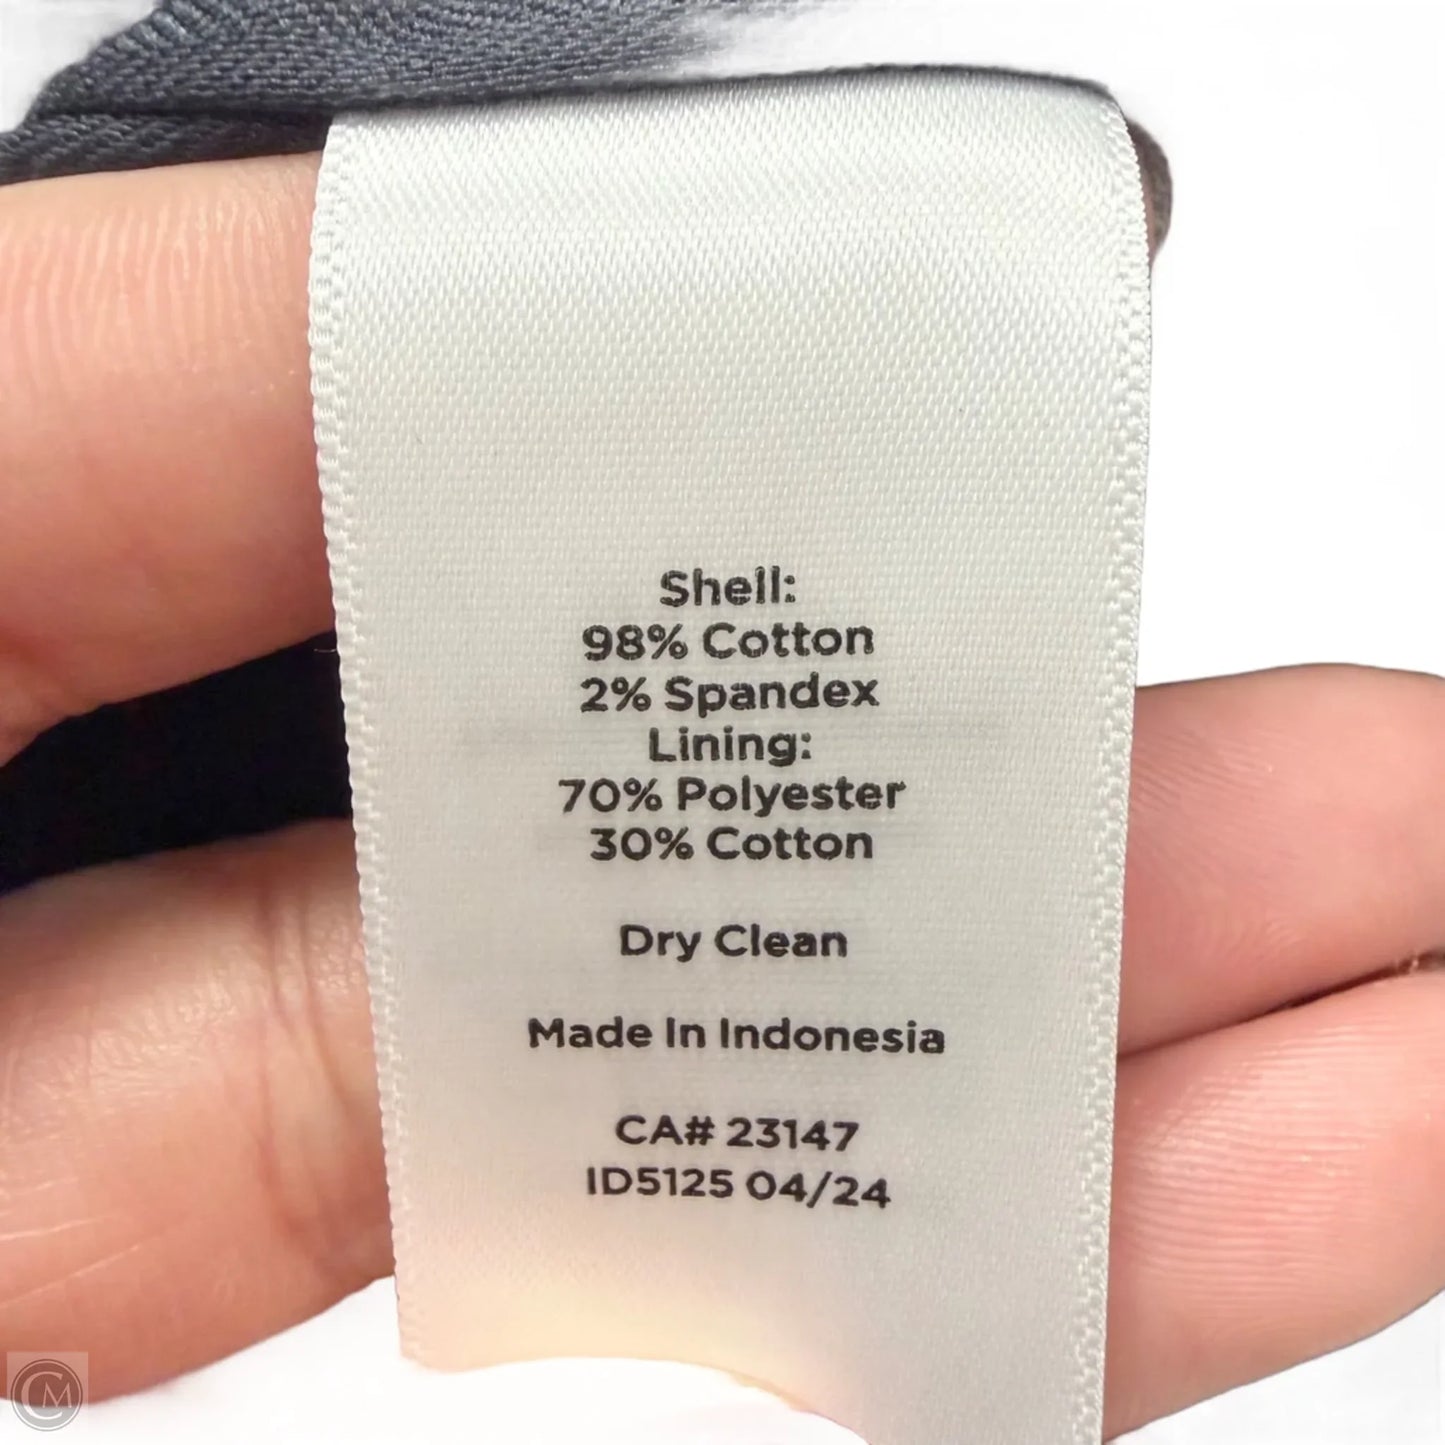 Shell:
98% Cotton
2% Spandex
Lining:
70% Polyester
30% Cotton
Dry Clean
Made In Indonesia
CA# 23147
ID5125 04/24
CM